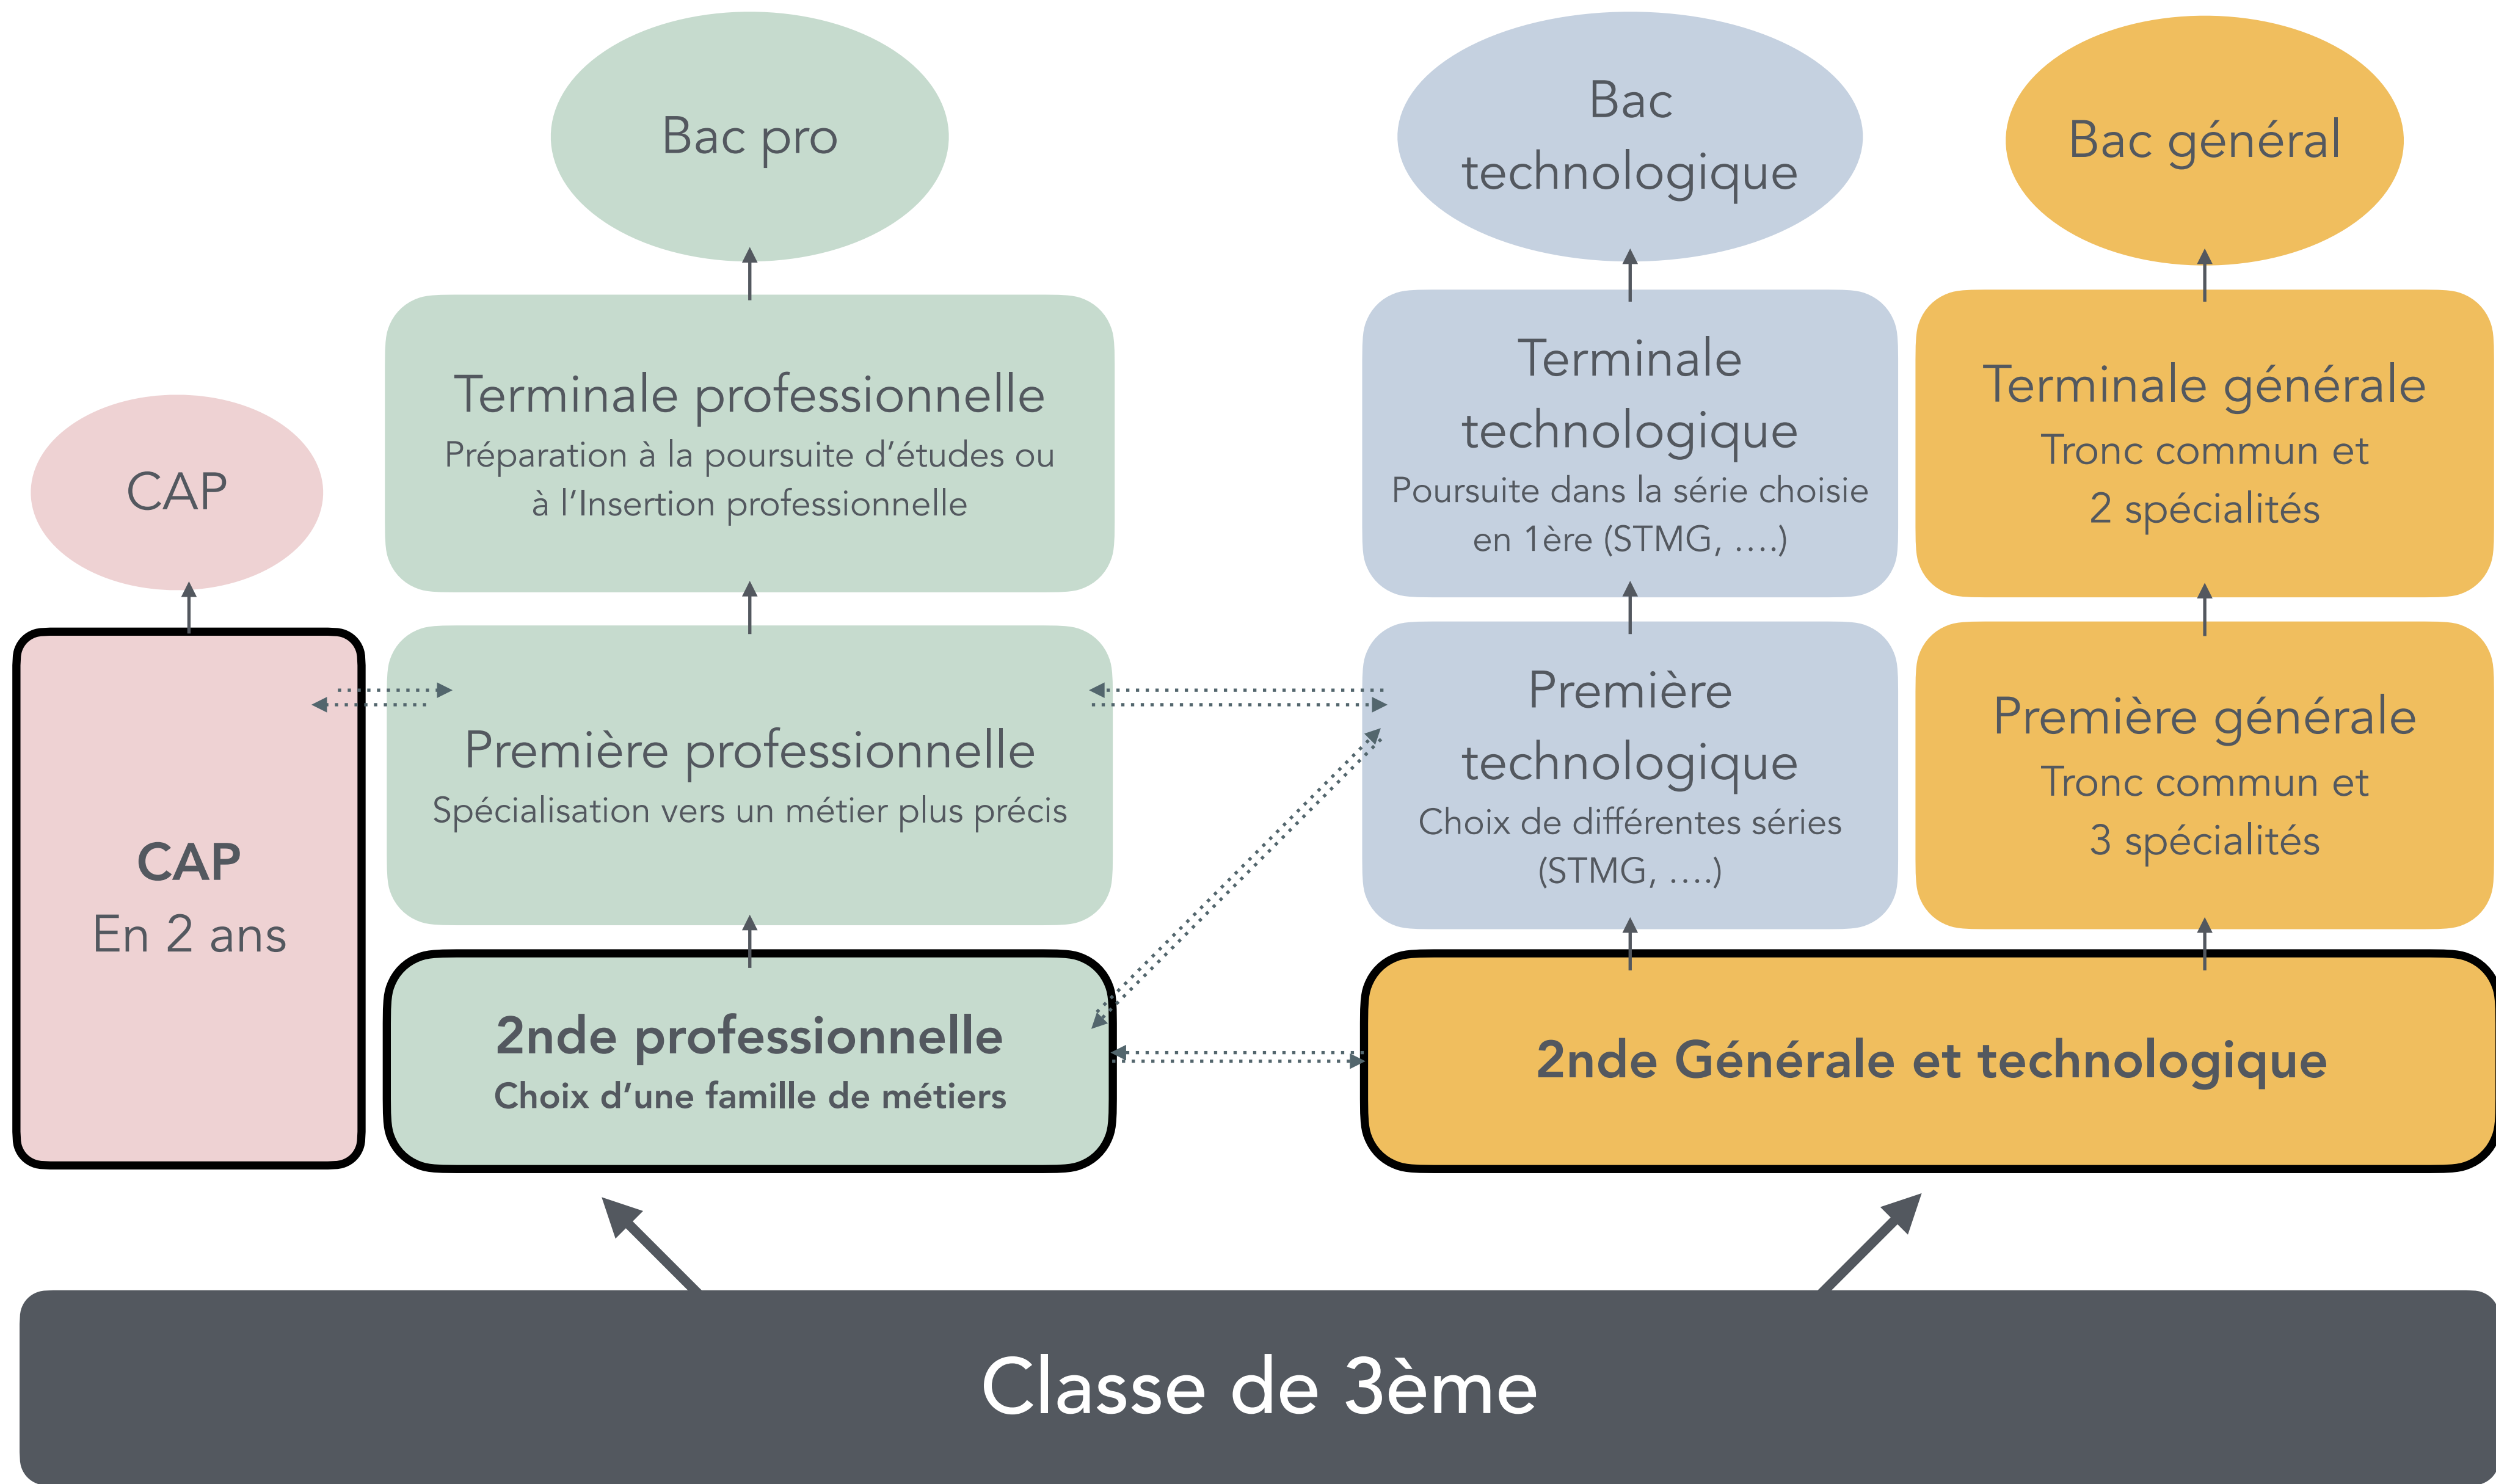 Bac pro
Bac
technologique
Bac général
CAP
Terminale professionnelle
Préparation à la poursuite d’études ou
à l’Insertion professionnelle
Terminale
technologique
Poursuite dans la série choisie
en 1ère (STMG, ….)
Terminale générale
Tronc commun et
2 spécialités
CAP
En 2 ans
Première professionnelle
Spécialisation vers un métier plus précis
Première
technologique
Choix de différentes séries
(STMG, ….)
Première générale
Tronc commun et
3 spécialités
2nde professionnelle
Choix d’une famille de métiers
2nde Générale et technologique
Classe de 3ème